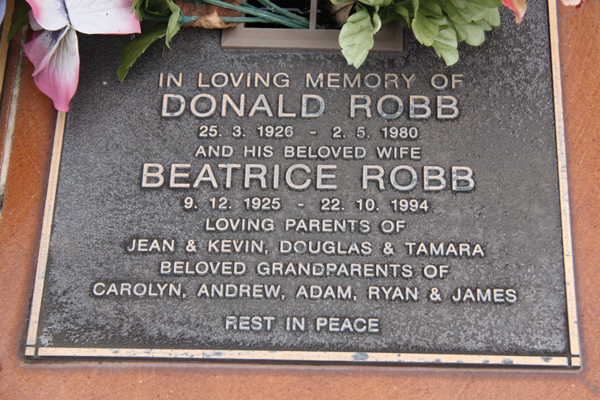 IN LOVING MEMORY OF
DONALD ROBB
25. 3. 1926 - 2. 5. 1980
AND HIS BELOVED WIFE
BEATRICE ROBB
9. 12. 1925 - 22. 10. 1994
LOVING PARENTS OF
JEAN & KEVIN, DOUGLAS & TAMARA
BELOVED GRANDPARENTS OF
CAROLYN, ANDREW, ADAM, RYAN & JAMES
REST IN PEACE